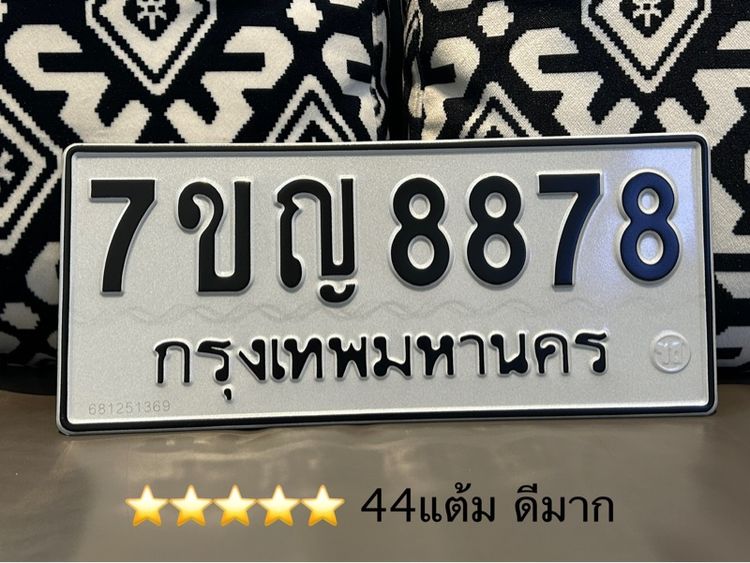 7ขญ 8878
กรุงเทพมหานคร
681251369
⭐⭐⭐⭐⭐ 44แต้ม ดีมาก